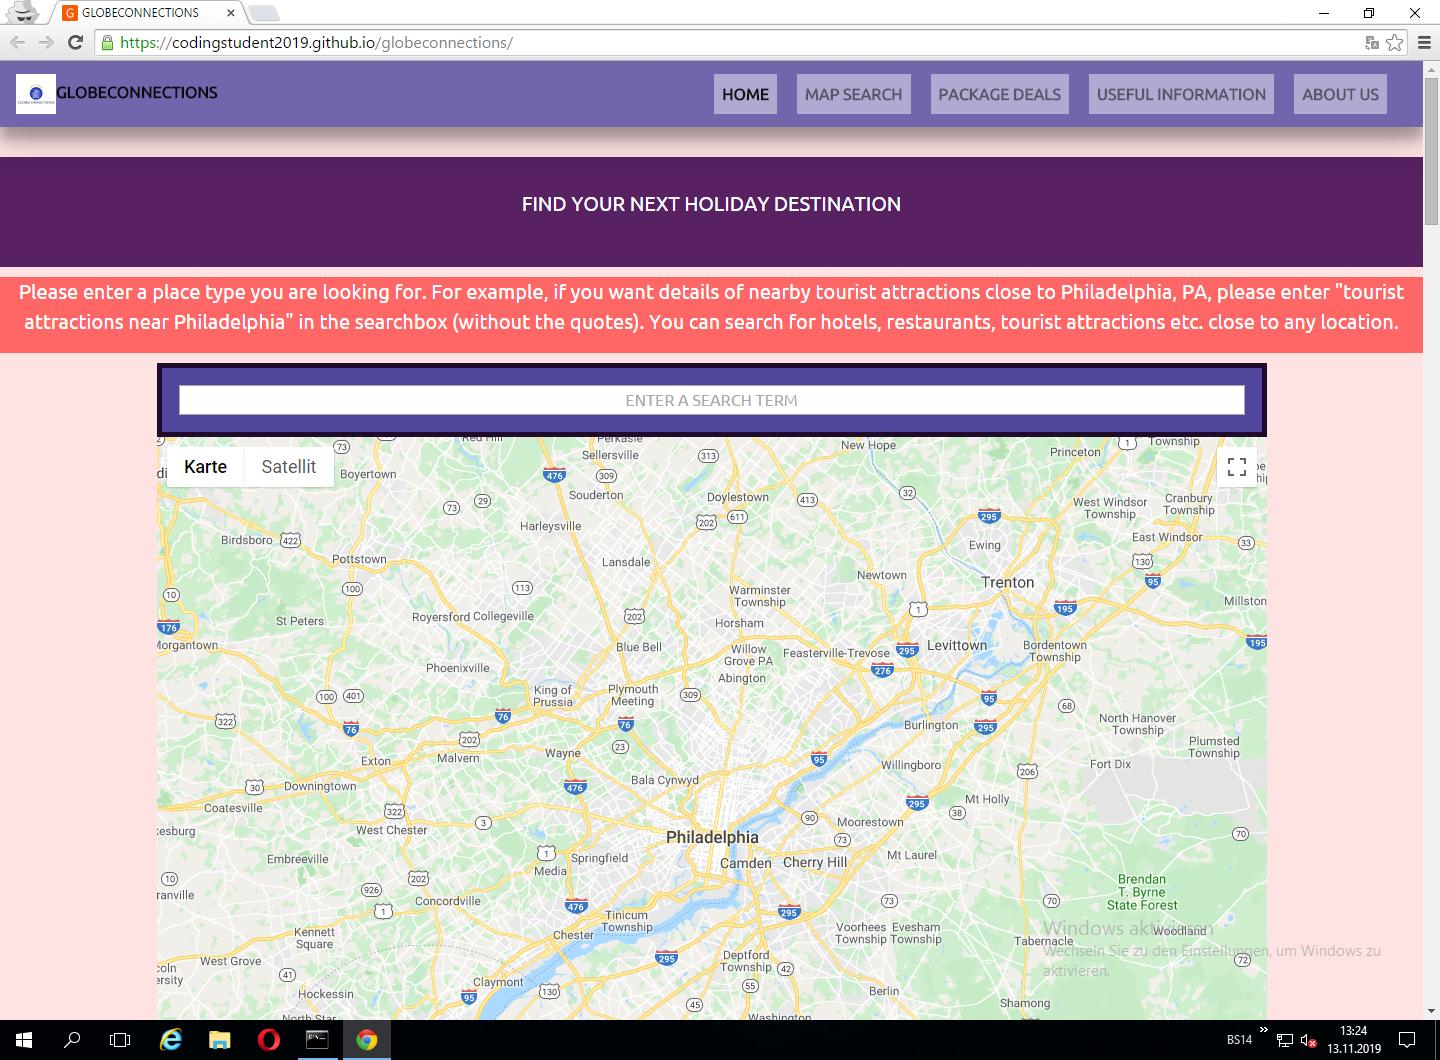 GLOBECONNECTIONS
https://codingstudent2019.github.io/globeconnections/
GLOBECONNECTIONS
HOME
MAP SEARCH
PACKAGE DEALS
USEFUL INFORMATION
ABOUT US
FIND YOUR NEXT HOLIDAY DESTINATION
Please enter a place type you are looking for. For example, if you want details of nearby tourist attractions close to Philadelphia, PA, please enter "tourist
attractions near Philadelphia" in the searchbox (without the quotes). You can search for hotels, restaurants, tourist attractions etc. close to any location.
ENTER A SEARCH TERM
Karte
Satellit
Perkasie
Sellersville
New Hope
Princeton
Township
Boyertown
Souderton
Doylestown
West Windsor
Township
Cranbury
Township
Harleysville
East Windsor
Birdsboro
Pottstown
Lansdale
Ewing
Newtown
Trenton
Warminster
Township
Millston
St Peters
Royersford
Collegeville
Horsham
Morgantown
Blue Bell
Willow
Grove PA
Feasterville-Trevose
Levittown
Bordentown
Township
Phoenixville
Abington
King of
Prussia
Plymouth
Meeting
Burlington
North Hanover
Township
Plumsted
Township
Exton
Malvern
Wayne
Willingboro
Fort Dix
Bala Cynwyd
Downingtown
Coatesville
Mt Holly
kesburg
West Chester
Moorestown
Philadelphia
Embreeville
Springfield
Media
Camden
Cherry Hill
Mt Laurel
Brendan
T. Byrne
State Forest
ranville
Concordville
Tinicum
Township
Kennett
Square
Chester
Voorhees
Township
Evesham
Township
Tabernacle
Woodland
West Grove
Deptford
Township
coln
ersity
Claymont
Hockessin
Berlin
Shamong
North Star
Washington
Windows aktivieren
Wechseln Sie zu den Einstellungen, um Windows zu
aktivieren.
BS14
13:24
13.11.2019